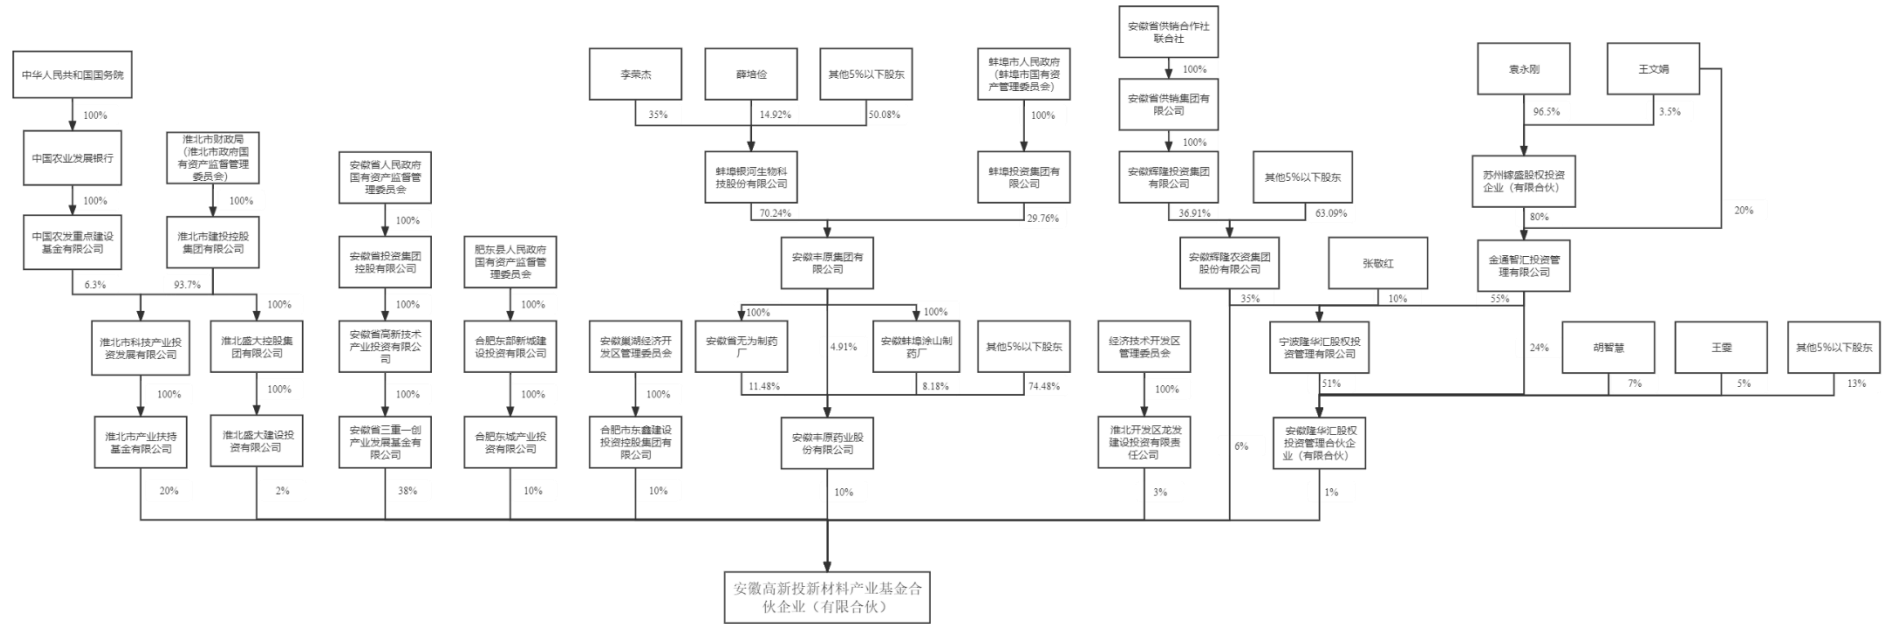 安徽省供销合作社
联合社
中华人民共和国国务院
李荣杰
薛培俭
其他5%以下股东
蚌埠市人民政府
（蚌埠市国有资
产管理委员会）
袁永刚
王文娟
100%
安徽省供销集团有
限公司
100%
35%
14.92%
50.08%
100%
96.5%
3.5%
中国农业发展银行
淮北市财政局
（淮北市政府国
有资产监督管理
委员会）
安徽省人民政府
国有资产监督管
理委员会
100%
蚌埠银河生物科
技股份有限公司
蚌埠投资集团有
限公司
安徽辉隆投资集
团有限公司
其他5%以下股东
苏州镓盛股权投资
企业（有限合伙）
100%
100%
100%
70.24%
29.76%
36.91%
63.09%
80%
20%
中国农发重点建设
基金有限公司
淮北市建投控股
集团有限公司
安徽省投资集团
控股有限公司
肥东县人民政府
国有资产监督管
理委员会
安徽丰原集团有
限公司
安徽辉隆农资集团
股份有限公司
张敬红
金通智汇投资管
理有限公司
6.3%
93.7%
100%
100%
100%
100%
100%
35%
10%
55%
淮北市科技产业投
资发展有限公司
淮北盛大控股集
团有限公司
安徽省高新技术
产业投资有限公
司
合肥东部新城建
设投资有限公司
安徽巢湖经济开
发区管理委员会
安徽省无为制药
厂
4.91%
安徽蚌埠涂山制
药厂
其他5%以下股东
经济技术开发区
管理委员会
宁波隆华汇股权投
资管理有限公司
24%
胡智慧
王雯
其他5%以下股东
100%
100%
100%
100%
100%
11.48%
8.18%
74.48%
100%
51%
7%
5%
13%
淮北市产业扶持
基金有限公司
淮北盛大建设投
资有限公司
安徽省三重一创
产业发展基金有
限公司
合肥东城产业投
资有限公司
合肥市东鑫建设
投资控股集团有
限公司
安徽丰原药业股
份有限公司
淮北开发区龙发
建设投资有限责
任公司
6%
安徽隆华汇股权
投资管理合伙企
业（有限合伙）
20%
2%
38%
10%
10%
10%
3%
1%
安徽高新投新材料产业基金合
伙企业（有限合伙）